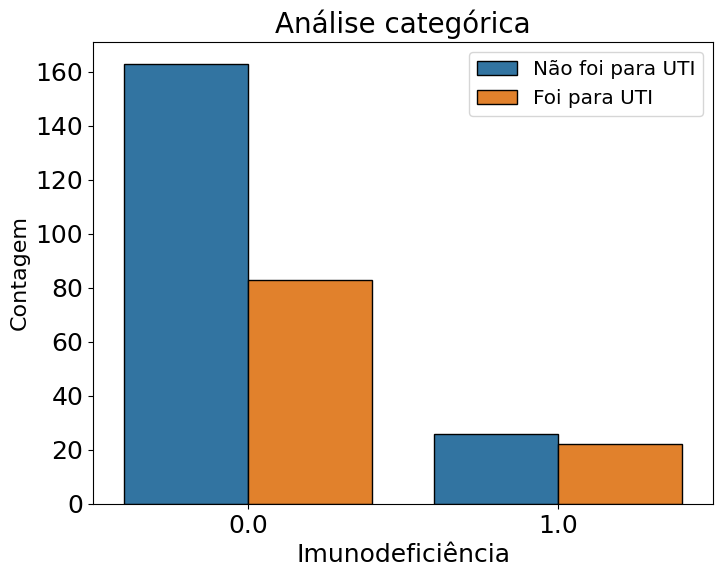 Análise categórica
Não foi para UTI
Foi para UTI
Contagem
160
140
120
100
80
60
40
20
0
0.0
1.0
Imunodeficiência